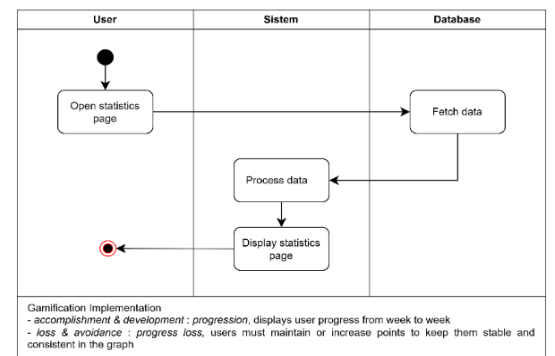 User Sistem Database
Open statistics
page
Fetch data
Process data
Display statistics
page
Gamification Implementation
- accomplishment & development : progression, displays user progress from week to week
- loss & avoidance : progress loss, users must maintain or increase points to keep them stable and
consistent in the graph